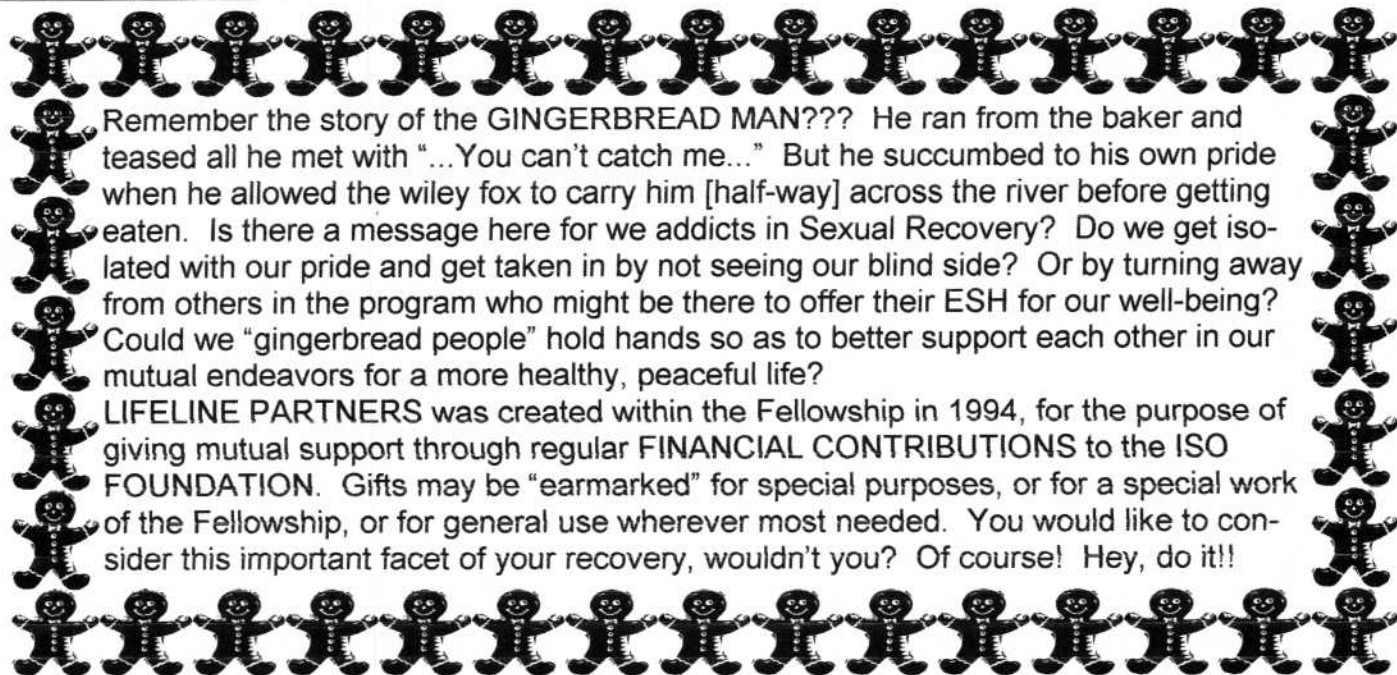 Remember the story of the GINGERBREAD MAN??? He ran from the baker and
teased all he met with "...You can't catch me..." But he succumbed to his own pride
when he allowed the wiley fox to carry him [half-way] across the river before getting
eaten. Is there a message here for we addicts in Sexual Recovery? Do we get iso-
lated with our pride and get taken in by not seeing our blind side? Or by turning away
from others in the program who might be there to offer their ESH for our well-being?
Could we "gingerbread people" hold hands so as to better support each other in our
mutual endeavors for a more healthy, peaceful life?
LIFELINE PARTNERS was created within the Fellowship in 1994, for the purpose of
giving mutual support through regular FINANCIAL CONTRIBUTIONS to the ISO
FOUNDATION. Gifts may be "earmarked" for special purposes, or for a special work
of the Fellowship, or for general use wherever most needed. You would like to con-
sider this important facet of your recovery, wouldn't you? Of course! Hey, do it!!